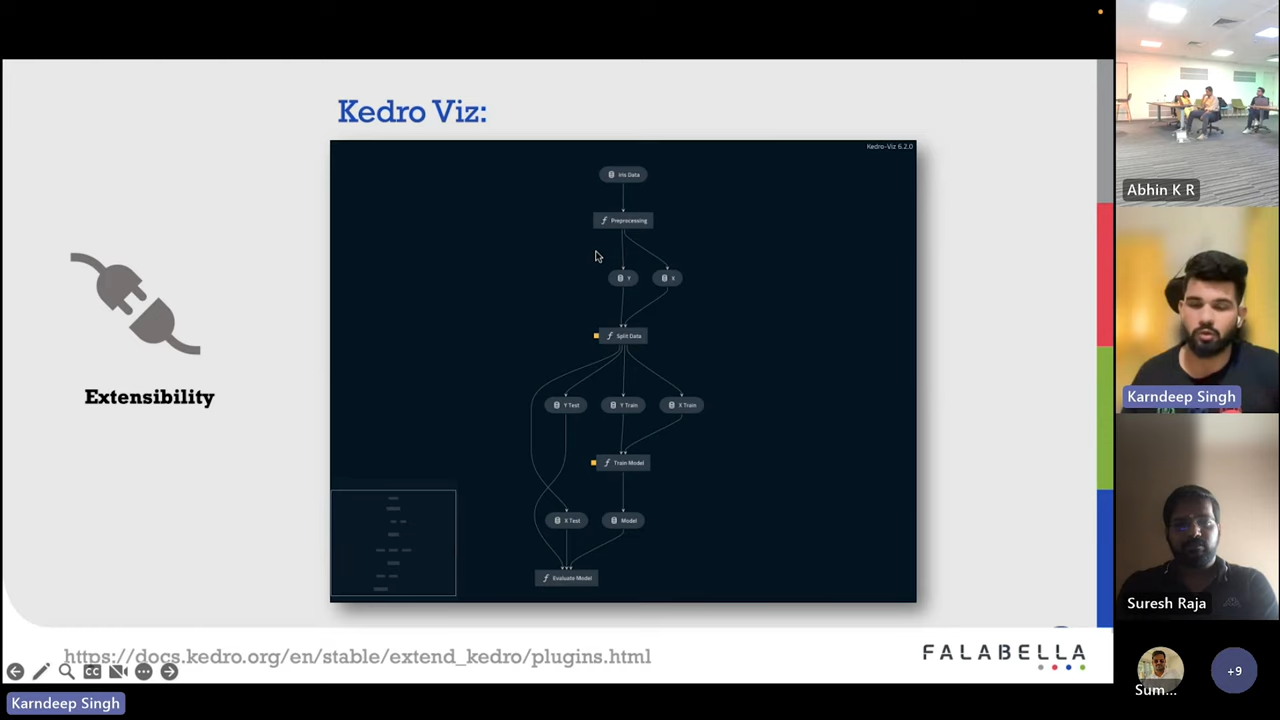 Kedro Viz:
Kedro-Viz 6.2.0
Iris Data
Preprocessing
Y
X
Split Data
Y Test
Y Train
X Train
Train Model
X Test
Model
Evaluate Model
Extensibility
https://docs.kedro.org/en/stable/extend_kedro/plugins.html
FALABELLA
CC
Karndeep Singh
Abhin K R
Karndeep Singh
Suresh Raja
Sum...
+9